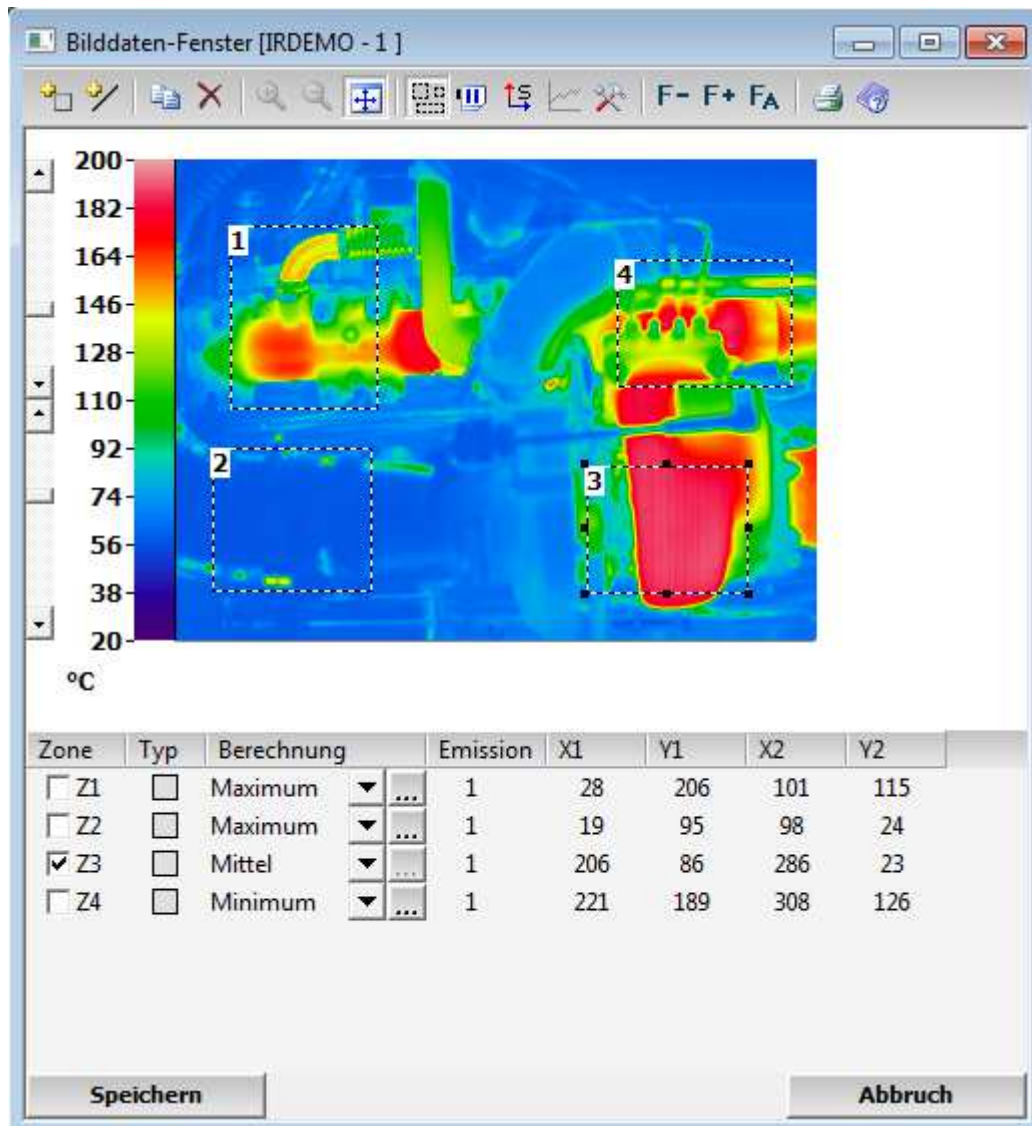 Bilddaten-Fenster [IRDEMO - 1 ]
F- F+ FA
200
182
164
146
128
110
92
74
56
38
20
°C
1
4
2
3
Zone Typ Berechnung Emission X1 Y1 X2 Y2
Z1 Maximum ... 1 28 206 101 115
Z2 Maximum ... 1 19 95 98 24
Z3 Mittel ... 1 206 86 286 23
Z4 Minimum ... 1 221 189 308 126
Speichern Abbruch